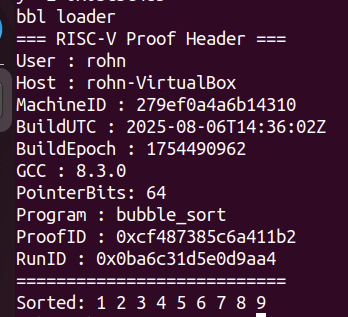 bbl loader
=== RISC-V Proof Header ===
User : rohn
Host : rohn-VirtualBox
MachineID : 279ef0a4a6b14310
BuildUTC : 2025-08-06T14:36:02Z
BuildEpoch : 1754490962
GCC : 8.3.0
PointerBits: 64
Program : bubble_sort
ProofID : 0xcf487385c6a411b2
RunID : 0x0ba6c31d5e0d9aa4
===========================
Sorted: 1 2 3 4 5 6 7 8 9